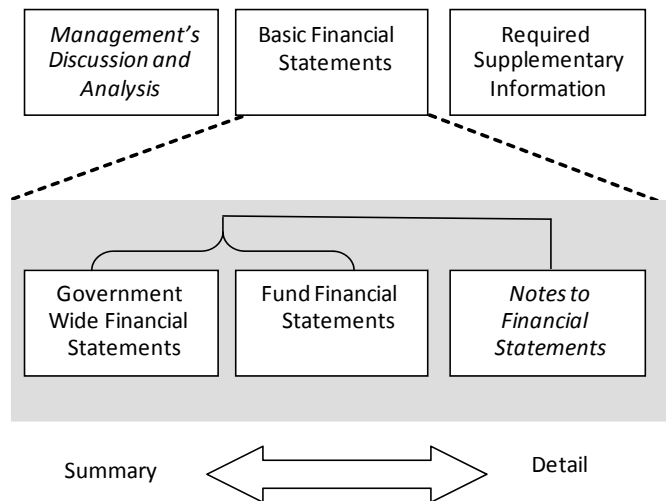 Management’s
Discussion and
Analysis
Basic Financial
Statements
Required
Supplementary
Information
Government
Wide Financial
Statements
Fund Financial
Statements
Notes to
Financial
Statements
Summary
Detail